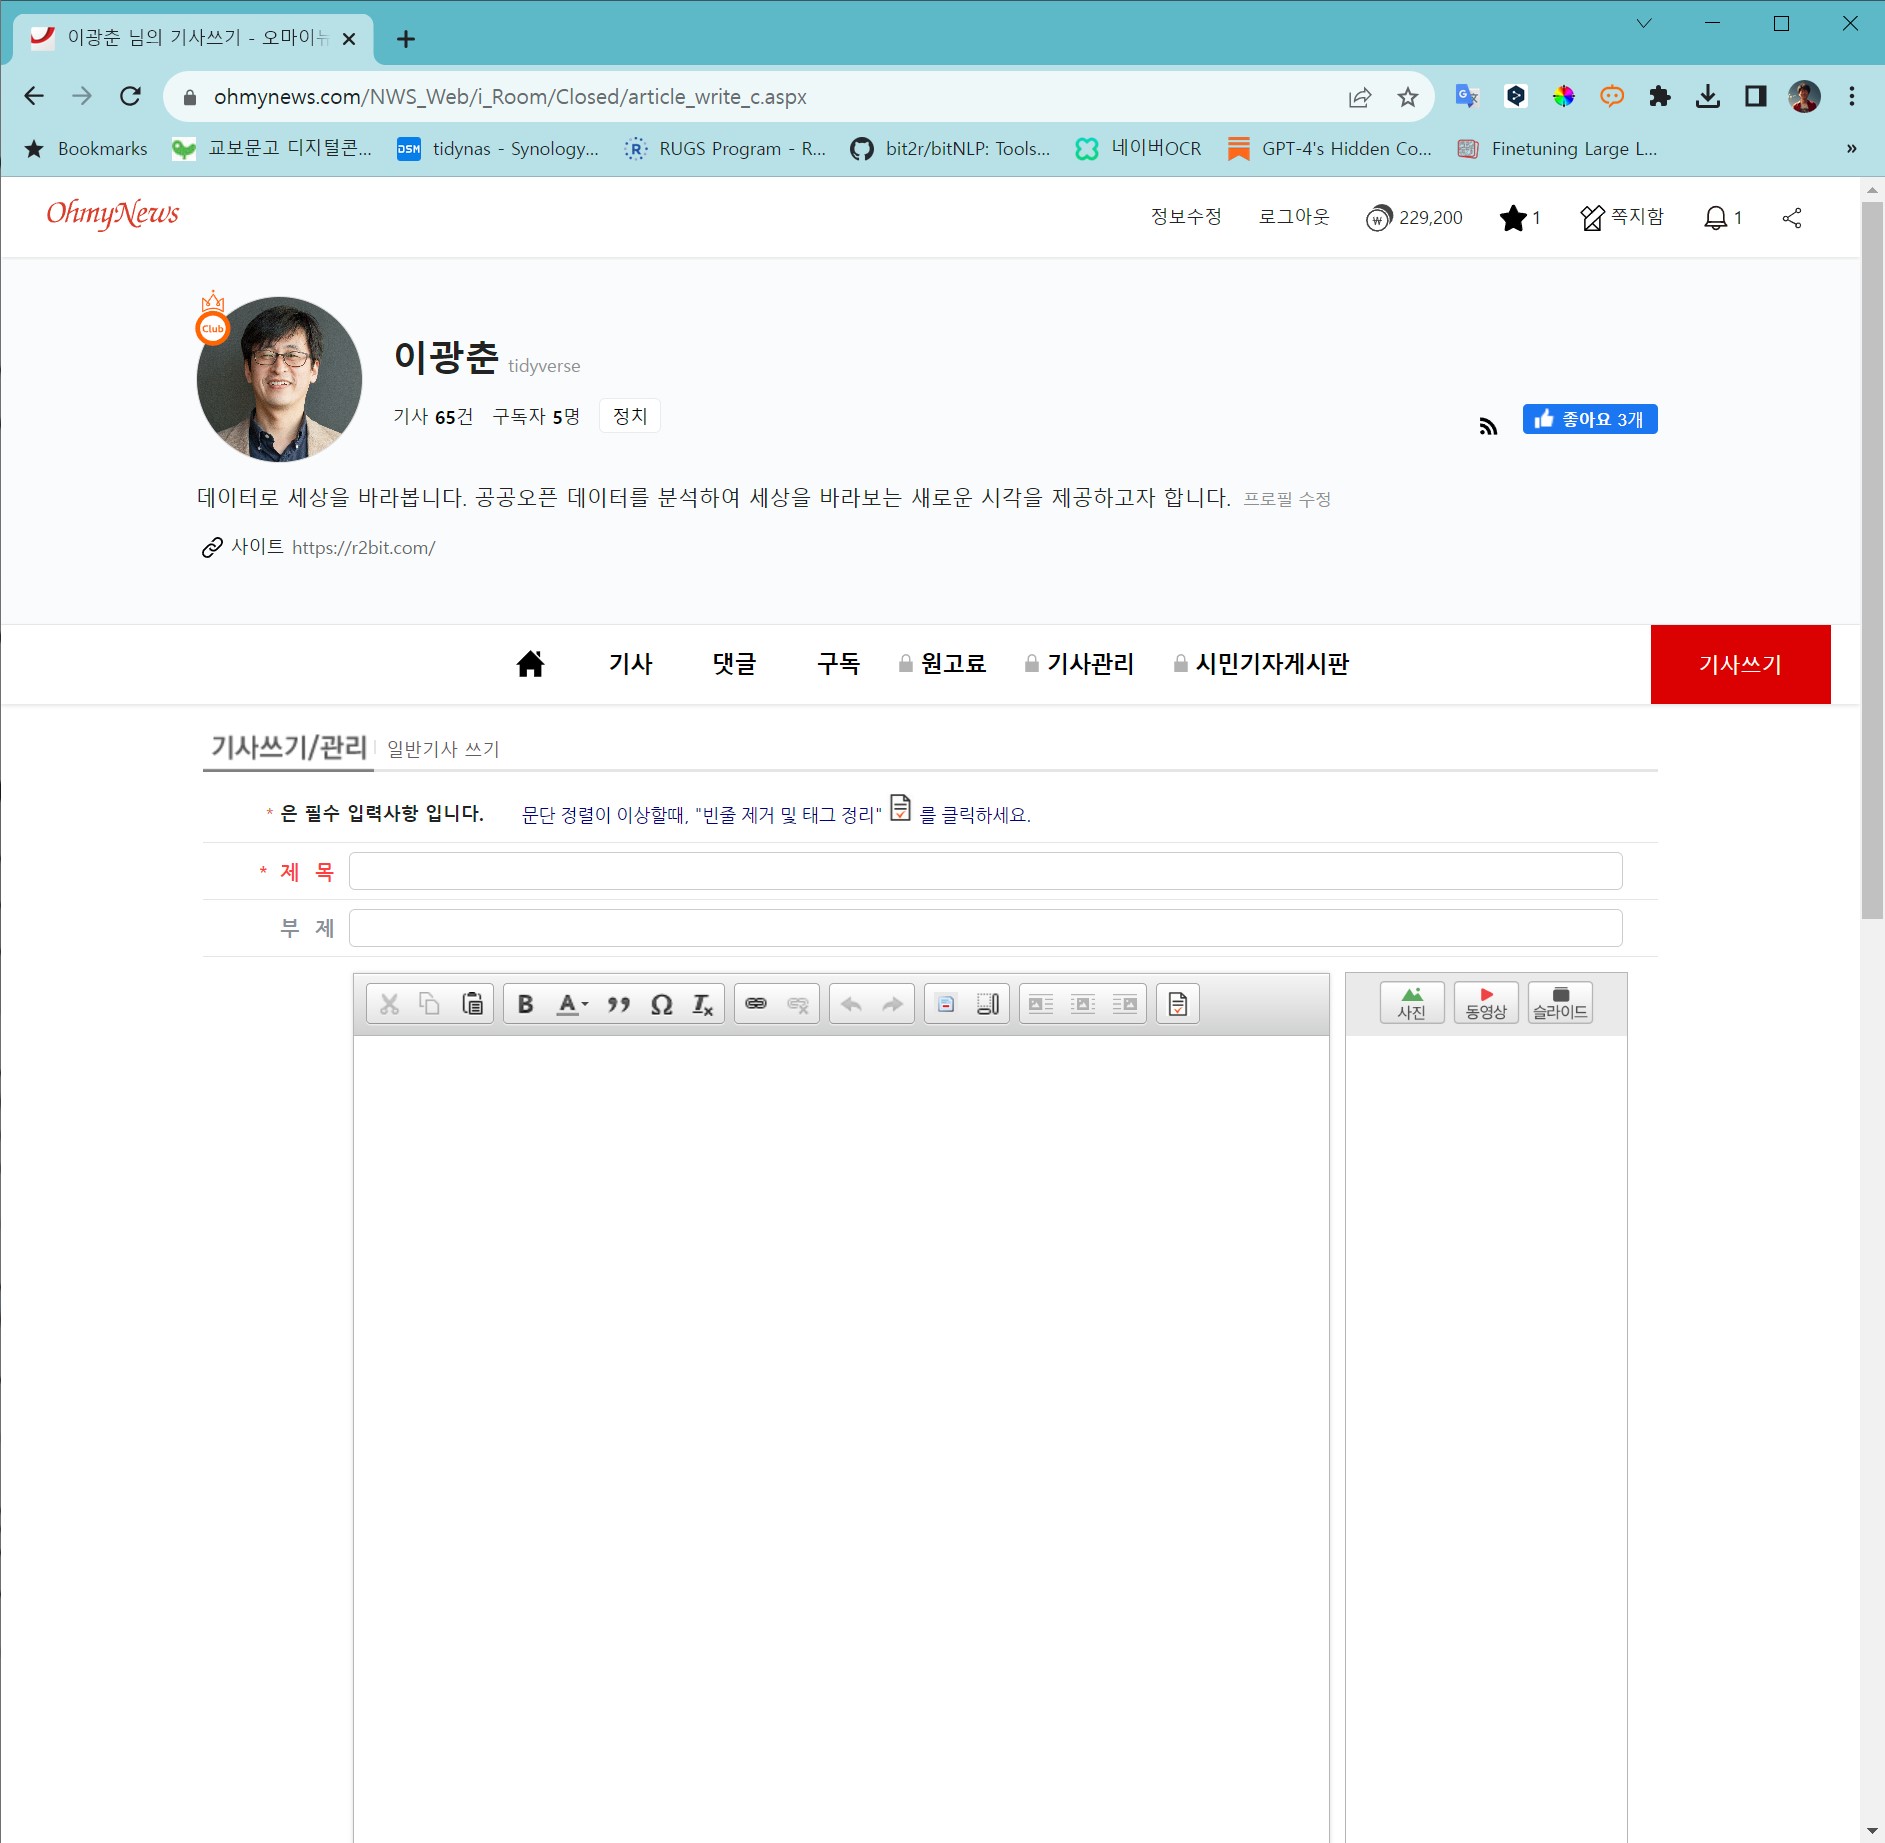 이광춘 님의 기사쓰기 - 오마이뉴
ohmynews.com/NWS_Web/i_Room/Closed/article_write_c.aspx
Bookmarks 교보문고 디지털콘... DSM tidynas - Synology... R RUGS Program - R... bit2r/bitNLP: Tools... 네이버OCR GPT-4's Hidden Co... Finetuning Large L... »
OhmyNews 정보수정 로그아웃 ₩ 229,200 1 쪽지함 1
Club
이광춘 tidyverse
기사 65건 구독자 5명 정치 좋아요 3개
데이터로 세상을 바라봅니다. 공공오픈 데이터를 분석하여 세상을 바라보는 새로운 시각을 제공하고자 합니다. 프로필 수정
사이트 https://r2bit.com/
기사 댓글 구독 원고료 기사관리 시민기자게시판 기사쓰기
기사쓰기/관리 일반기사 쓰기
* 은 필수 입력사항 입니다. 문단 정렬이 이상할때, "빈줄 제거 및 태그 정리" 를 클릭하세요.
* 제 목
부 제
B A Ω Ix 사진 동영상 슬라이드